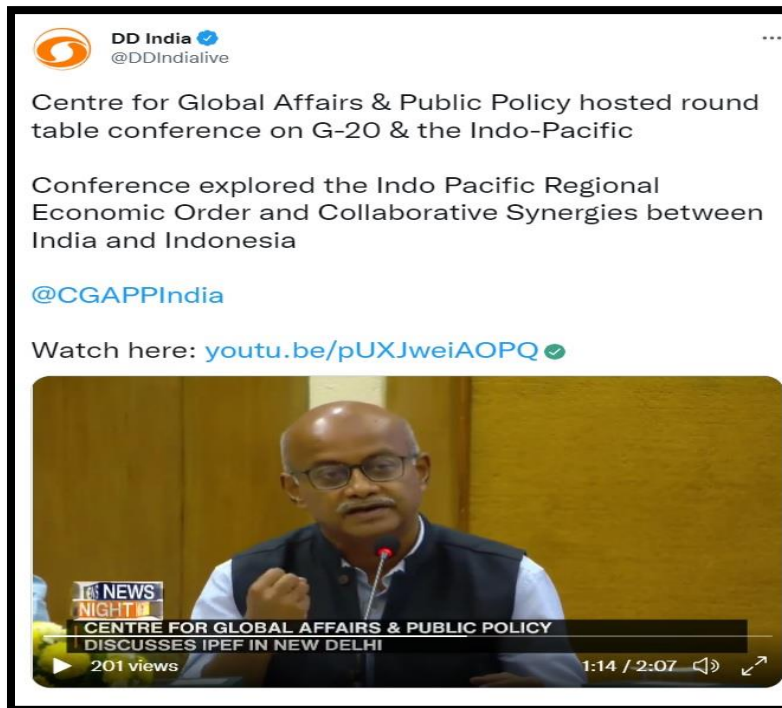 DD India
@DDIndialive
Centre for Global Affairs & Public Policy hosted round
table conference on G-20 & the Indo-Pacific
Conference explored the Indo Pacific Regional
Economic Order and Collaborative Synergies between
India and Indonesia
@CGAPPIndia
Watch here: youtu.be/pUXJweiAOPQ
NEWS
NIGHT
CENTRE FOR GLOBAL AFFAIRS & PUBLIC POLICY
DISCUSSES IPEF IN NEW DELHI
201 views
1:14 / 2:07